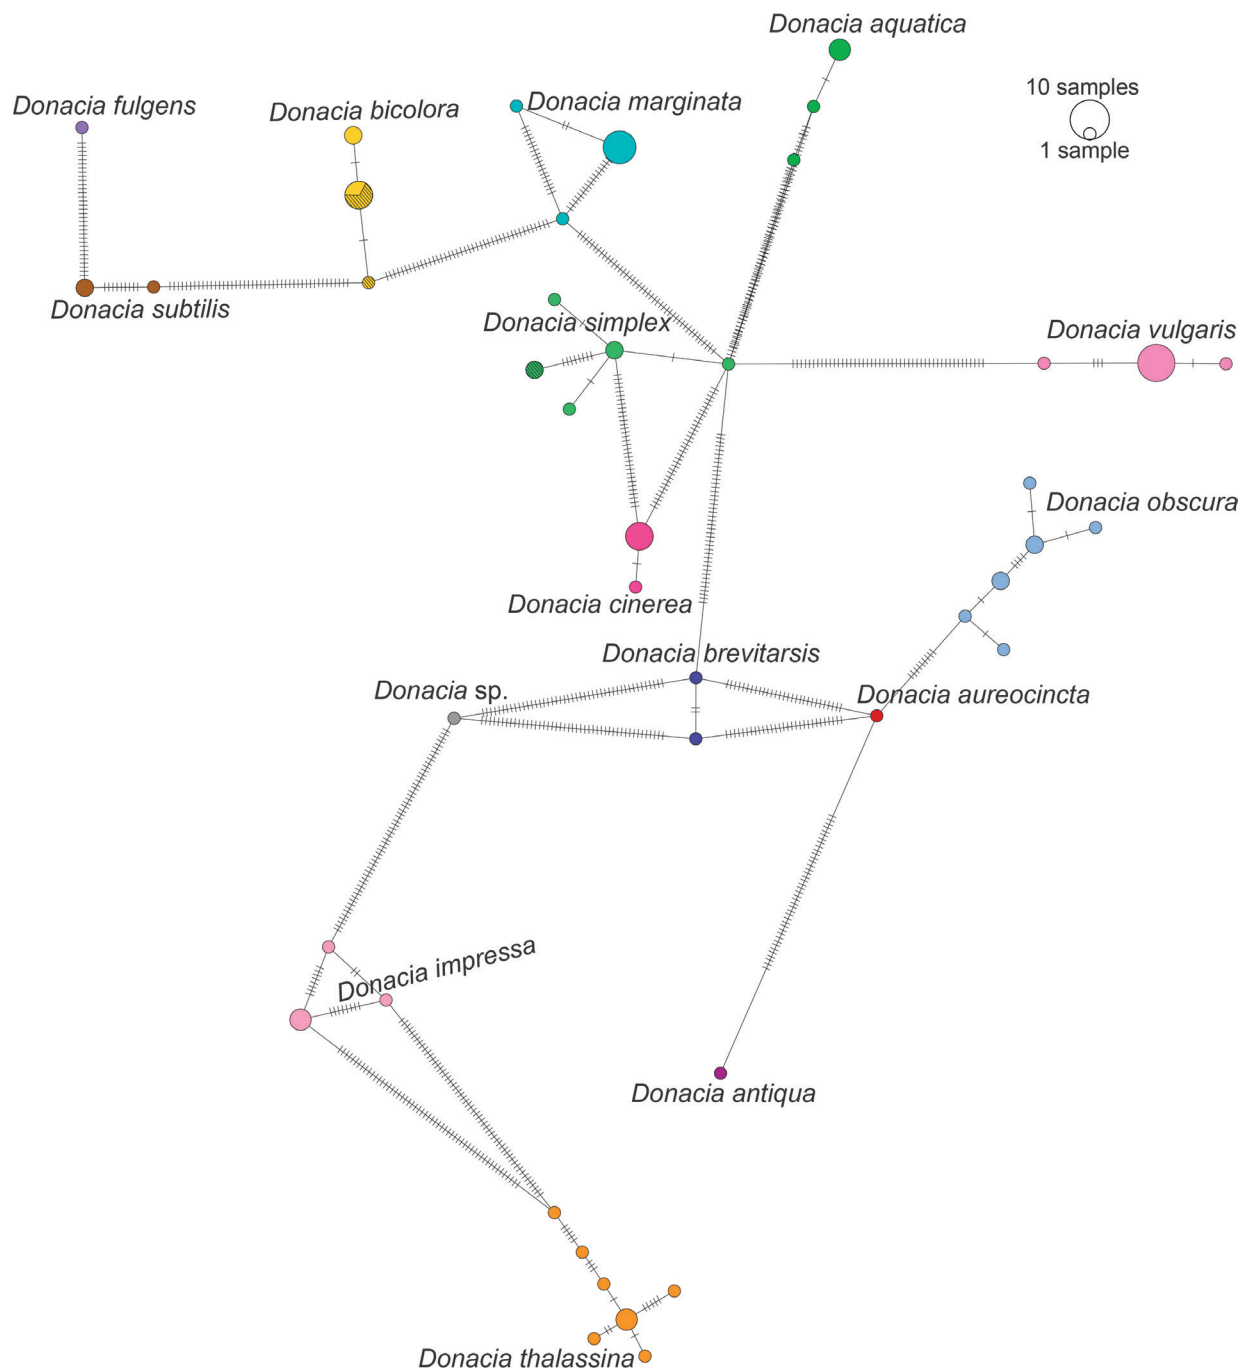 Donacia aquatica
10 samples
1 sample
Donacia fulgens
Donacia bicolora
Donacia marginata
Donacia subtilis
Donacia simplex
Donacia vulgaris
Donacia obscura
Donacia cinerea
Donacia brevitarsis
Donacia sp.
Donacia aureocincta
Donacia impressa
Donacia antiqua
Donacia thalassina